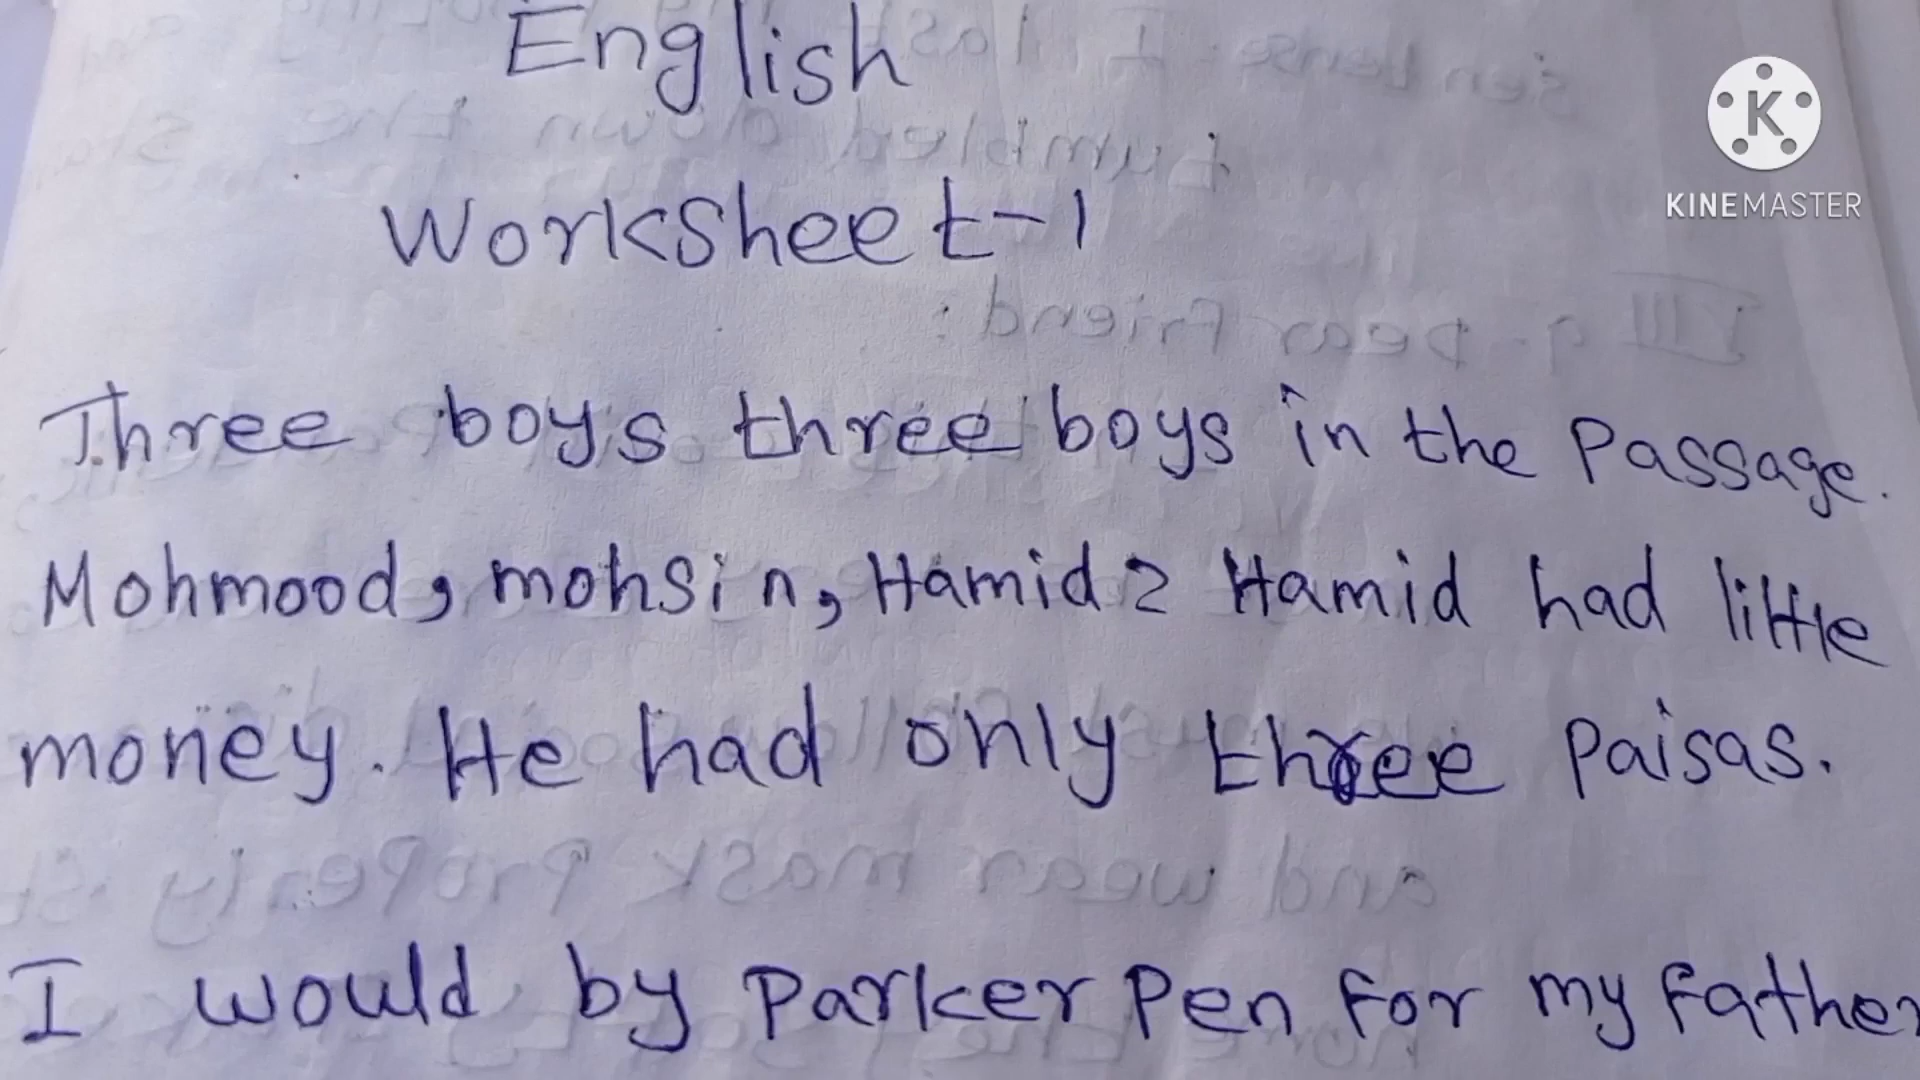 English
K
KINEMASTER
WorkSheet-1
Three boys three boys in the Passage.
Mohmood, mohsin, Hamid 2 Hamid had little
money. He had only three Paisas.
I would by Parker Pen For my father